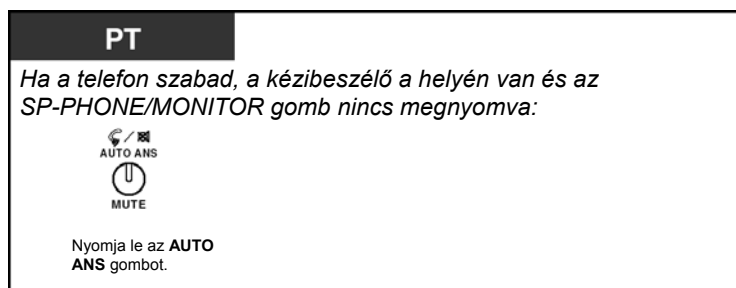 PT
Ha a telefon szabad, a kézibeszélő a helyén van és az
SP-PHONE/MONITOR gomb nincs megnyomva:
AUTO ANS
MUTE
Nyomja le az AUTO
ANS gombot.